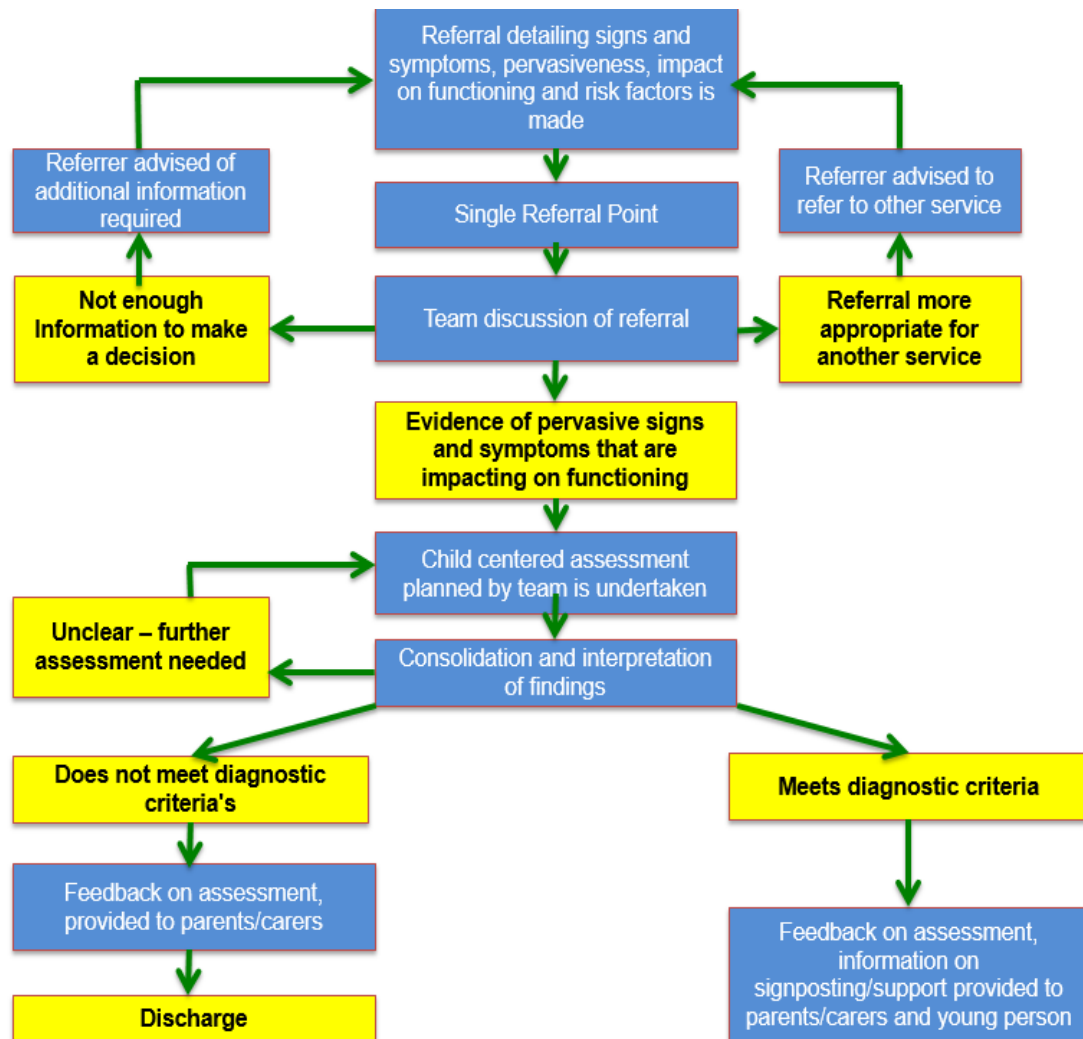 Referral detailing signs and
symptoms, pervasiveness, impact
on functioning and risk factors is
made
Referrer advised of
additional information
required
Single Referral Point
Referrer advised to
refer to other service
Not enough
Information to make
a decision
Team discussion of referral
Referral more
appropriate for
another service
Evidence of pervasive signs
and symptoms that are
impacting on functioning
Child centered assessment
planned by team is undertaken
Unclear – further
assessment needed
Consolidation and interpretation
of findings
Does not meet diagnostic
criteria's
Meets diagnostic criteria
Feedback on assessment,
provided to parents/carers
Feedback on assessment,
information on
signposting/support provided to
parents/carers and young person
Discharge